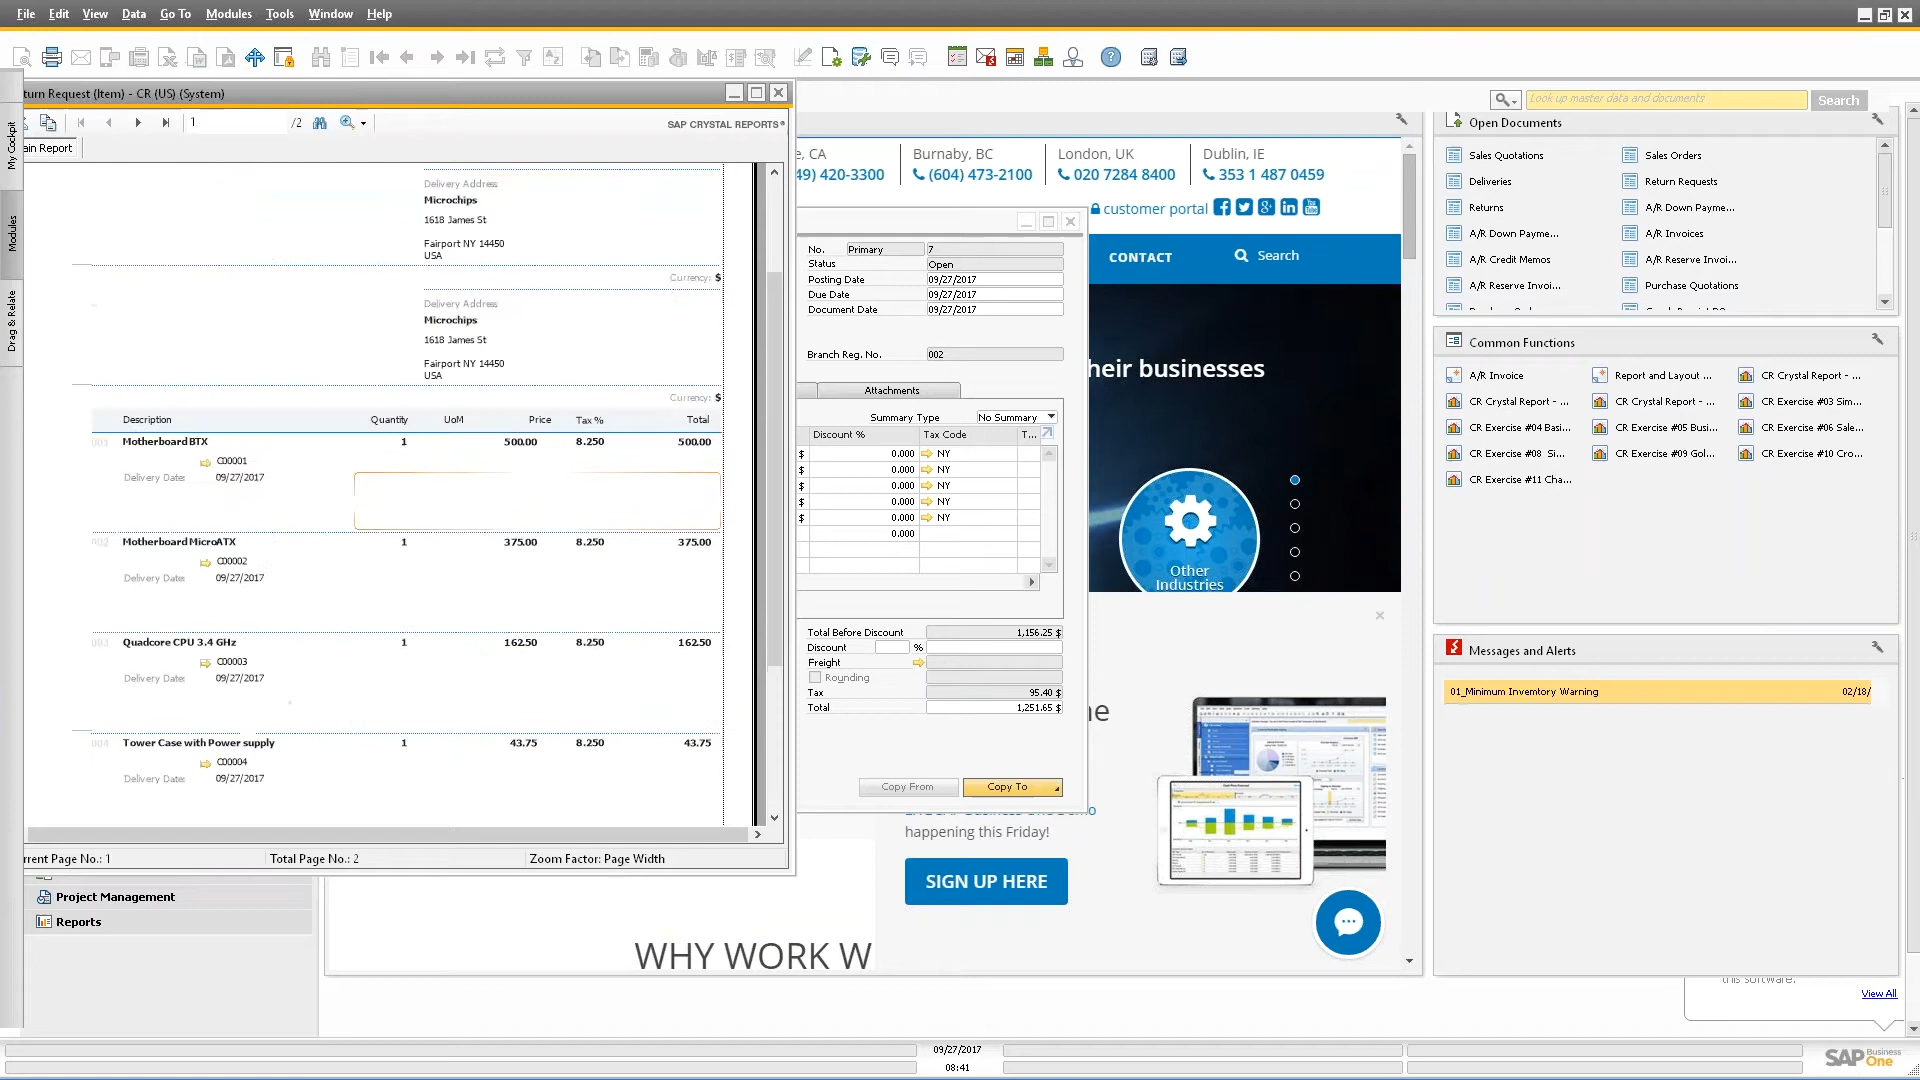 File Edit View Data Go To Modules Tools Window Help
turn Request (Item) - CR (US) (System)
1 /2
SAP CRYSTAL REPORTS®
ain Report
My Cockpit
Modules
Drag & Relate
Delivery Address
Microchips
1618 James St
Fairport NY 14450
USA
Currency: $
Delivery Address
Microchips
1618 James St
Fairport NY 14450
USA
Currency: $
Description Quantity UoM Price Tax % Total
001 Motherboard BTX 1 500.00 8.250 500.00
C00001
Delivery Date: 09/27/2017
002 Motherboard MicroATX 1 375.00 8.250 375.00
C00002
Delivery Date: 09/27/2017
003 Quadcore CPU 3.4 GHz 1 162.50 8.250 162.50
C00003
Delivery Date: 09/27/2017
004 Tower Case with Power supply 1 43.75 8.250 43.75
C00004
Delivery Date: 09/27/2017
rrent Page No.: 1 Total Page No.: 2 Zoom Factor: Page Width
Project Management
Reports
e, CA Burnaby, BC London, UK Dublin, IE
49) 420-3300 (604) 473-2100 020 7284 8400 353 1 487 0459
customer portal
CONTACT Search
heir businesses
Other
Industries
No. Primary 7
Status Open
Posting Date 09/27/2017
Due Date 09/27/2017
Document Date 09/27/2017
Branch Reg. No. 002
Attachments
Summary Type No Summary
Discount % Tax Code T...
$ 0.000 NY
$ 0.000 NY
$ 0.000 NY
$ 0.000 NY
$ 0.000 NY
0.000
Total Before Discount 1,156.25 $
Discount %
Freight
Rounding
Tax 95.40 $
Total 1,251.65 $
Copy From Copy To
ne
happening this Friday!
SIGN UP HERE
WHY WORK W
Look up master data and documents Search
Open Documents
Sales Quotations Sales Orders
Deliveries Return Requests
Returns A/R Down Payme...
A/R Down Payme... A/R Invoices
A/R Credit Memos A/R Reserve Invoi...
A/R Reserve Invoi... Purchase Quotations
Common Functions
A/R Invoice Report and Layout ... CR Crystal Report - ...
CR Crystal Report - ... CR Crystal Report - ... CR Exercise #03 Sim...
CR Exercise #04 Basi... CR Exercise #05 Busi... CR Exercise #06 Sale...
CR Exercise #08 Si... CR Exercise #09 Gol... CR Exercise #10 Cro...
CR Exercise #11 Cha...
Messages and Alerts
01_Minimum Invemtory Warning 02/18/
this software.
View All
09/27/2017
08:41
SAP Business One